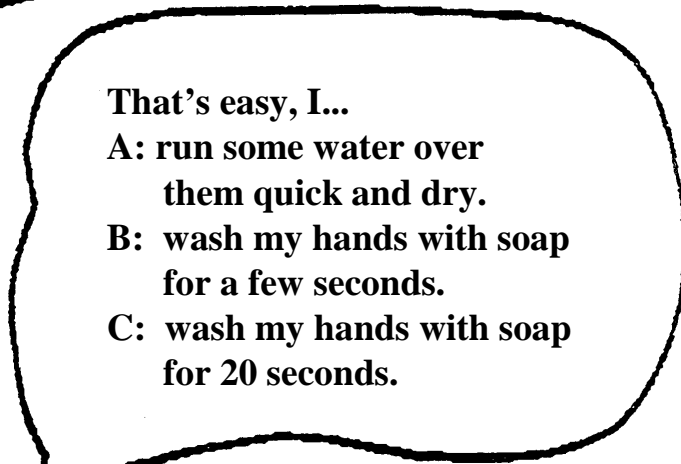 That's easy, I...
A: run some water over
them quick and dry.
B: wash my hands with soap
for a few seconds.
C: wash my hands with soap
for 20 seconds.